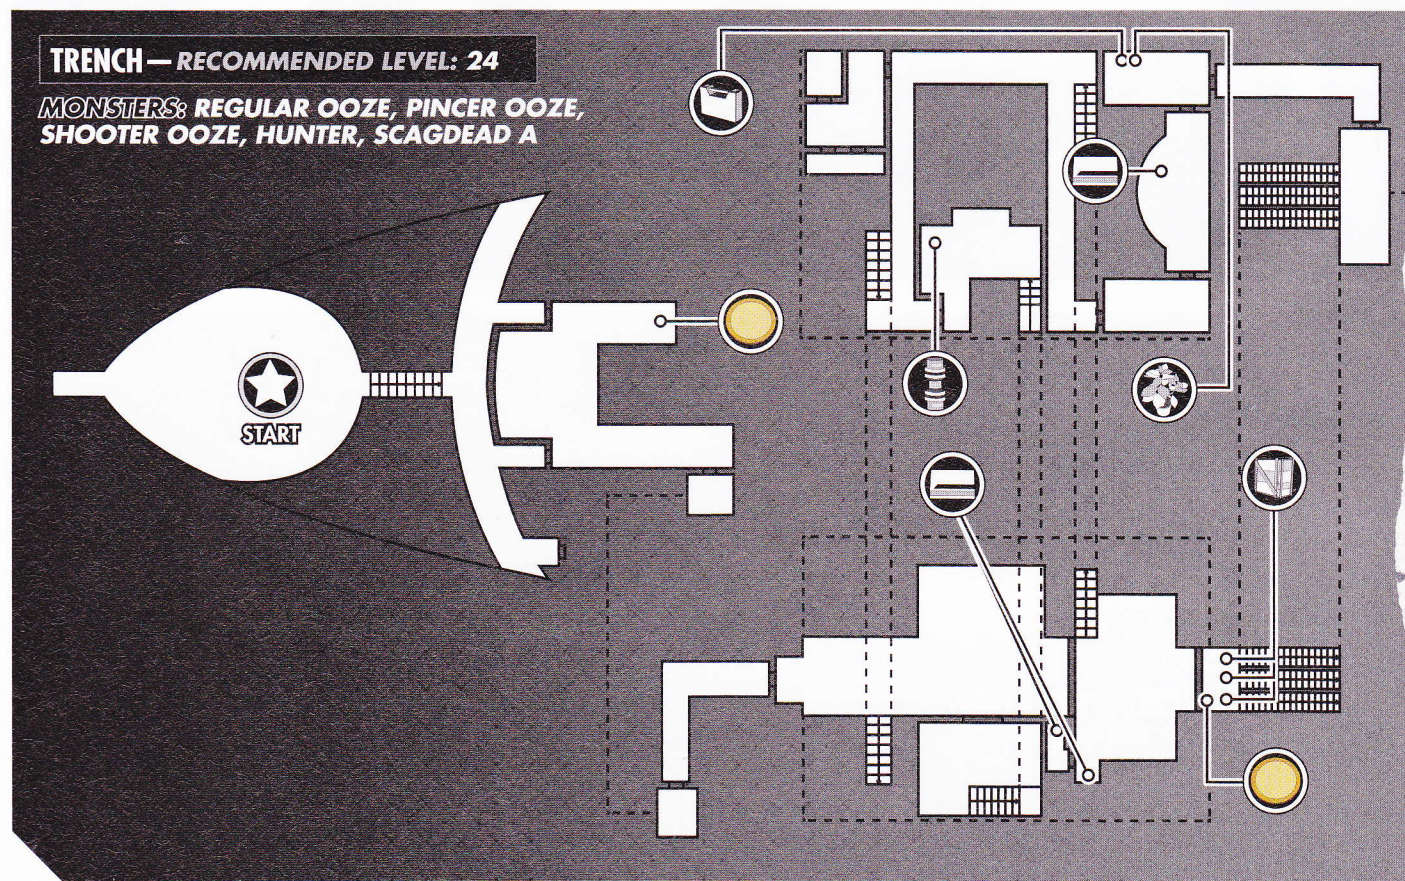 TRENCH — RECOMMENDED LEVEL: 24
MONSTERS: REGULAR OOZE, PINCER OOZE,
SHOOTER OOZE, HUNTER, SCAGDEAD A
START